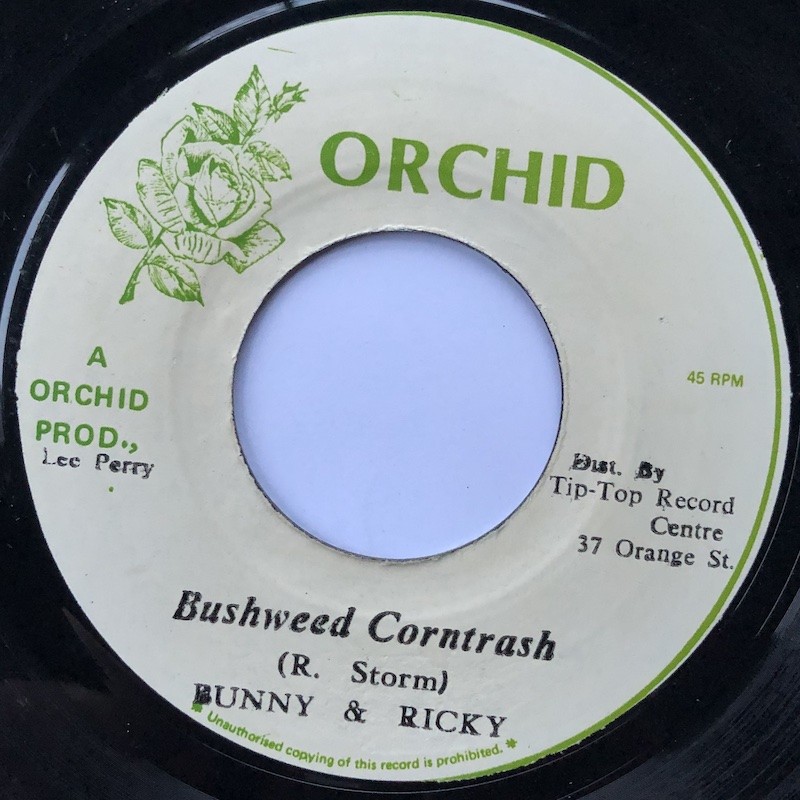 ORCHID
A
ORCHID
PROD.,
Lee Perry
45 RPM
Dist. By
Tip-Top Record
Centre
37 Orange St.
Bushweed Corntrash
(R. Storm)
BUNNY & RICKY
* Unauthorised copying of this record is prohibited. *